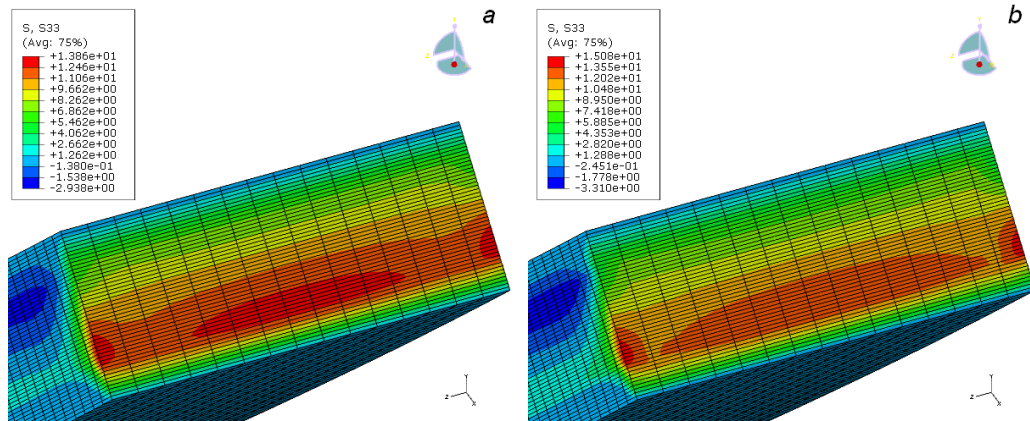 a
S, S33
(Avg: 75%)
+1.386e+01
+1.246e+01
+1.106e+01
+9.662e+00
+8.262e+00
+6.862e+00
+5.462e+00
+4.062e+00
+2.662e+00
+1.262e+00
-1.380e-01
-1.538e+00
-2.938e+00
Y
Z
X
b
S, S33
(Avg: 75%)
+1.508e+01
+1.355e+01
+1.202e+01
+1.048e+01
+8.950e+00
+7.418e+00
+5.885e+00
+4.353e+00
+2.820e+00
+1.288e+00
-2.451e-01
-1.778e+00
-3.310e+00
Y
Z
X